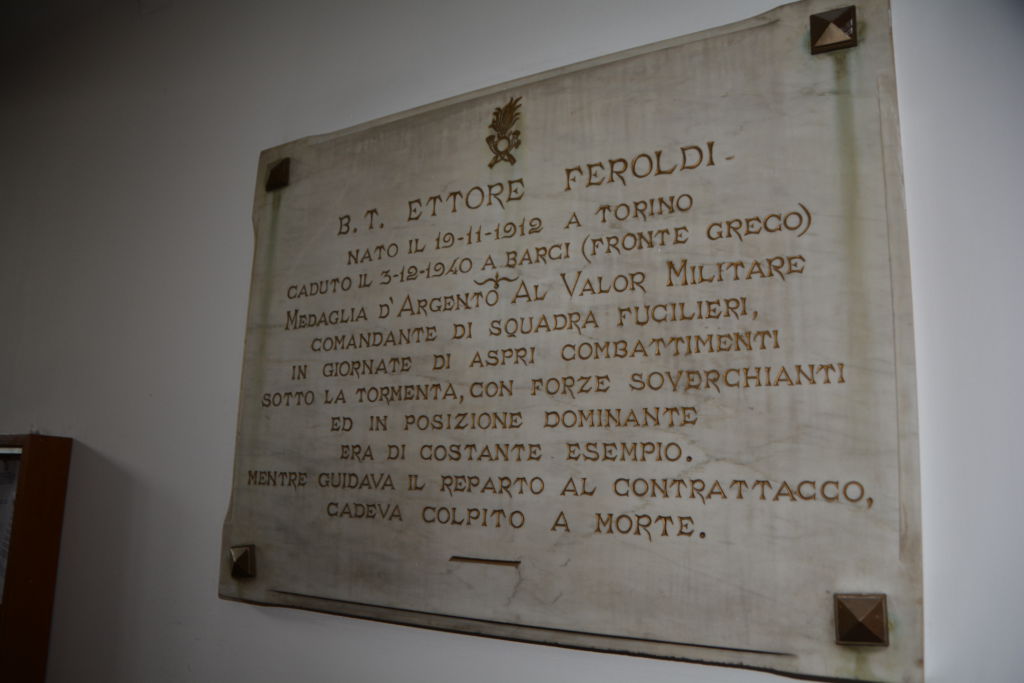 B. T. ETTORE FEROLDI
NATO IL 19-11-1912 A TORINO
CADUTO IL 3-12-1940 A BARCI (FRONTE GRECO)
MEDAGLIA D'ARGENTO AL VALOR MILITARE
COMANDANTE DI SQUADRA FUCILIERI,
IN GIORNATE DI ASPRI COMBATTIMENTI
SOTTO LA TORMENTA, CON FORZE SOVERCHIANTI
ED IN POSIZIONE DOMINANTE
ERA DI COSTANTE ESEMPIO.
MENTRE GUIDAVA IL REPARTO AL CONTRATTACCO,
CADEVA COLPITO A MORTE.